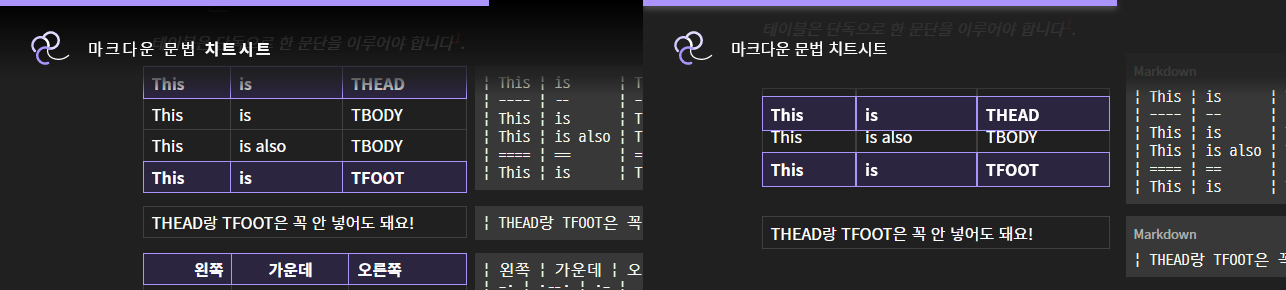 테이블은 단독으로 한 문단을 이루어야 합니다
마크다운 문법 치트시트
This is THEAD
This is TBODY
This is also TBODY
This is TFOOT
THEAD랑 TFOOT은 꼭 안 넣어도 돼요!
왼쪽 가운데 오른쪽
¦ This ¦ is ¦ T
¦ ---- ¦ -- ¦ -
¦ This ¦ is ¦ T
¦ This ¦ is also ¦ T
¦ ==== ¦ == ¦ =
¦ This ¦ is ¦ T
¦ THEAD랑 TFOOT은 꼭
¦ 왼쪽 ¦ 가운데 ¦ 오
¦ -: ¦ :--: ¦ :- ¦
테이블은 단독으로 한 문단을 이루어야 합니다
마크다운 문법 치트시트
This is THEAD
This is also TBODY
This is TFOOT
THEAD랑 TFOOT은 꼭 안 넣어도 돼요!
Markdown
¦ This ¦ is ¦
¦ ---- ¦ -- ¦
¦ This ¦ is ¦
¦ This ¦ is also ¦
¦ ==== ¦ == ¦
¦ This ¦ is ¦
Markdown
¦ THEAD랑 TFOOT은 꼭